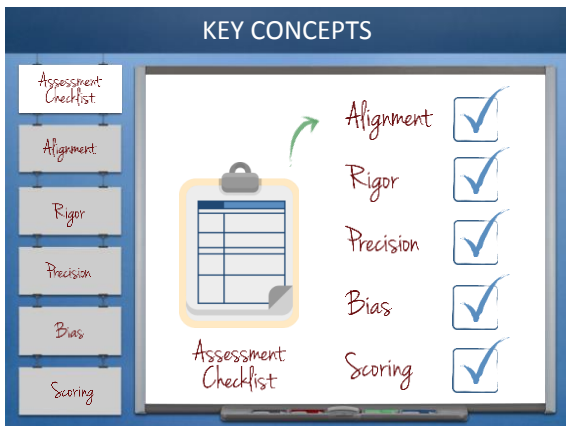 KEY CONCEPTS
Assessment
Checklist
Alignment
Rigor
Precision
Bias
Scoring
Alignment
Rigor
Precision
Bias
Scoring
Assessment
Checklist